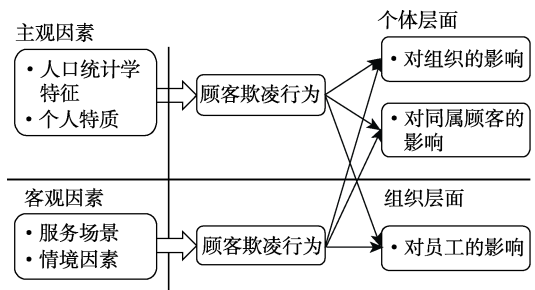 主观因素
• 人口统计学
特征
• 个人特质
顾客欺凌行为
个体层面
• 对组织的影响
• 对同属顾客的
影响
客观因素
• 服务场景
• 情境因素
顾客欺凌行为
组织层面
• 对员工的影响